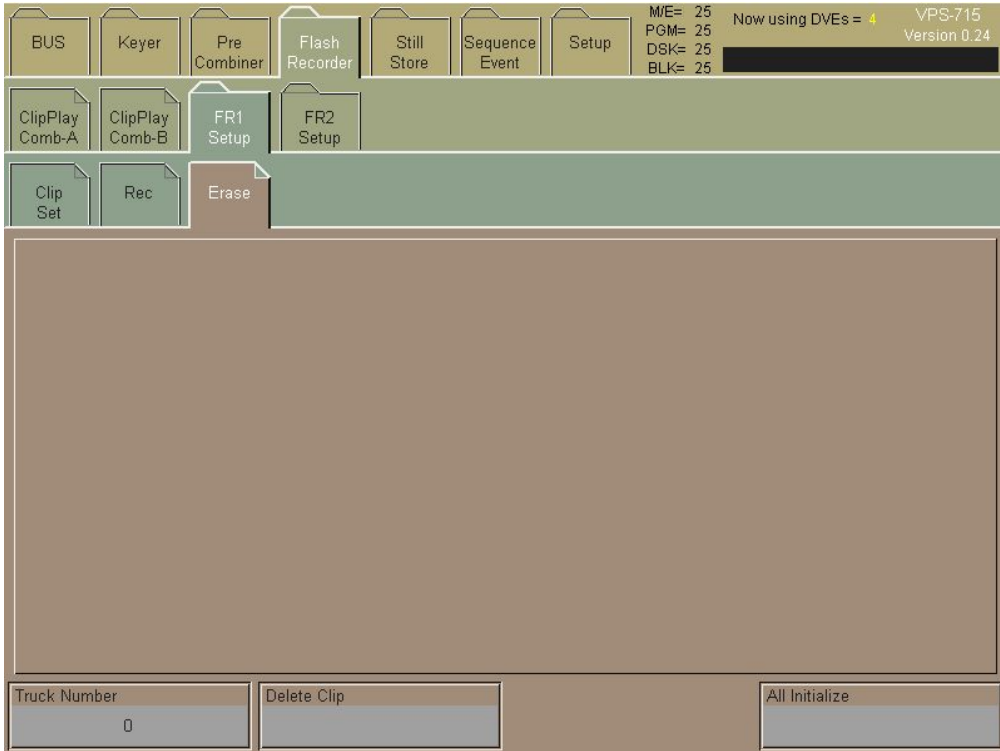 BUS
Keyer
Pre
Combiner
Flash
Recorder
Still
Store
Sequence
Event
Setup
M/E= 25
PGM= 25
DSK= 25
BLK= 25
Now using DVEs = 4
VPS-715
Version 0.24
ClipPlay
Comb-A
ClipPlay
Comb-B
FR1
Setup
FR2
Setup
Clip
Set
Rec
Erase
Truck Number
0
Delete Clip
All Initialize